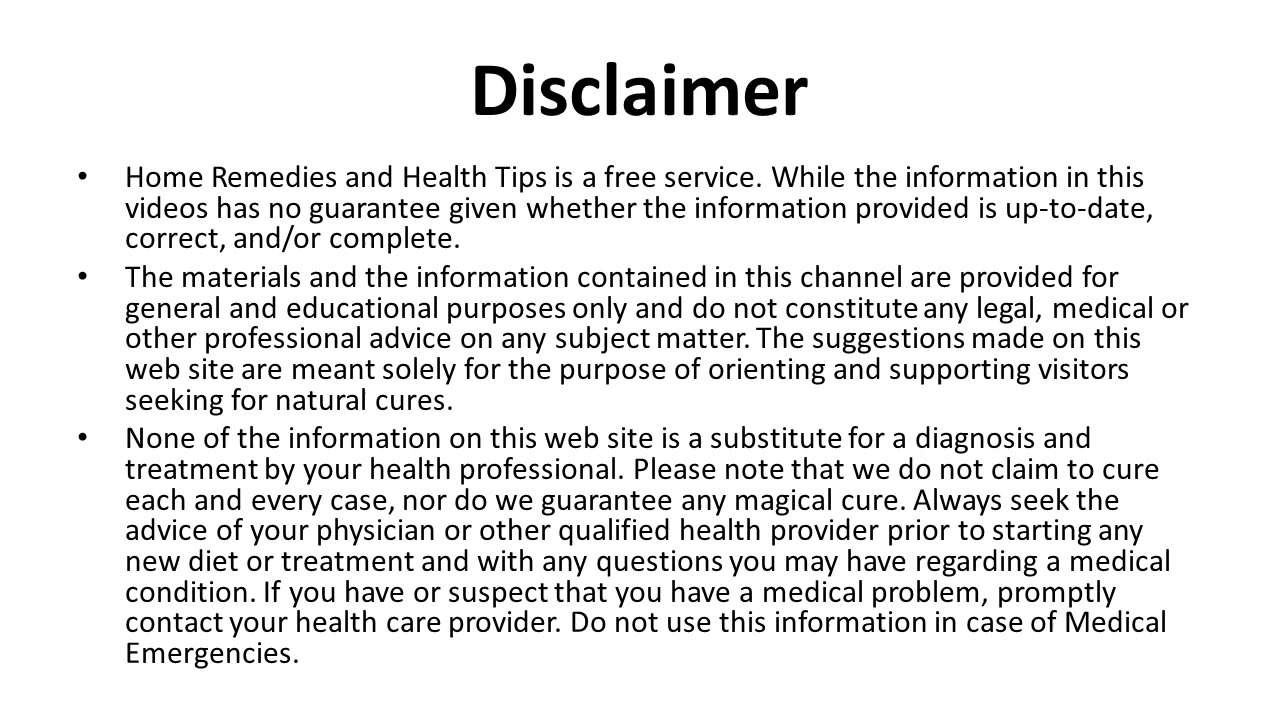 Disclaimer
• Home Remedies and Health Tips is a free service. While the information in this
videos has no guarantee given whether the information provided is up-to-date,
correct, and/or complete.
• The materials and the information contained in this channel are provided for
general and educational purposes only and do not constitute any legal, medical or
other professional advice on any subject matter. The suggestions made on this
web site are meant solely for the purpose of orienting and supporting visitors
seeking for natural cures.
• None of the information on this web site is a substitute for a diagnosis and
treatment by your health professional. Please note that we do not claim to cure
each and every case, nor do we guarantee any magical cure. Always seek the
advice of your physician or other qualified health provider prior to starting any
new diet or treatment and with any questions you may have regarding a medical
condition. If you have or suspect that you have a medical problem, promptly
contact your health care provider. Do not use this information in case of Medical
Emergencies.